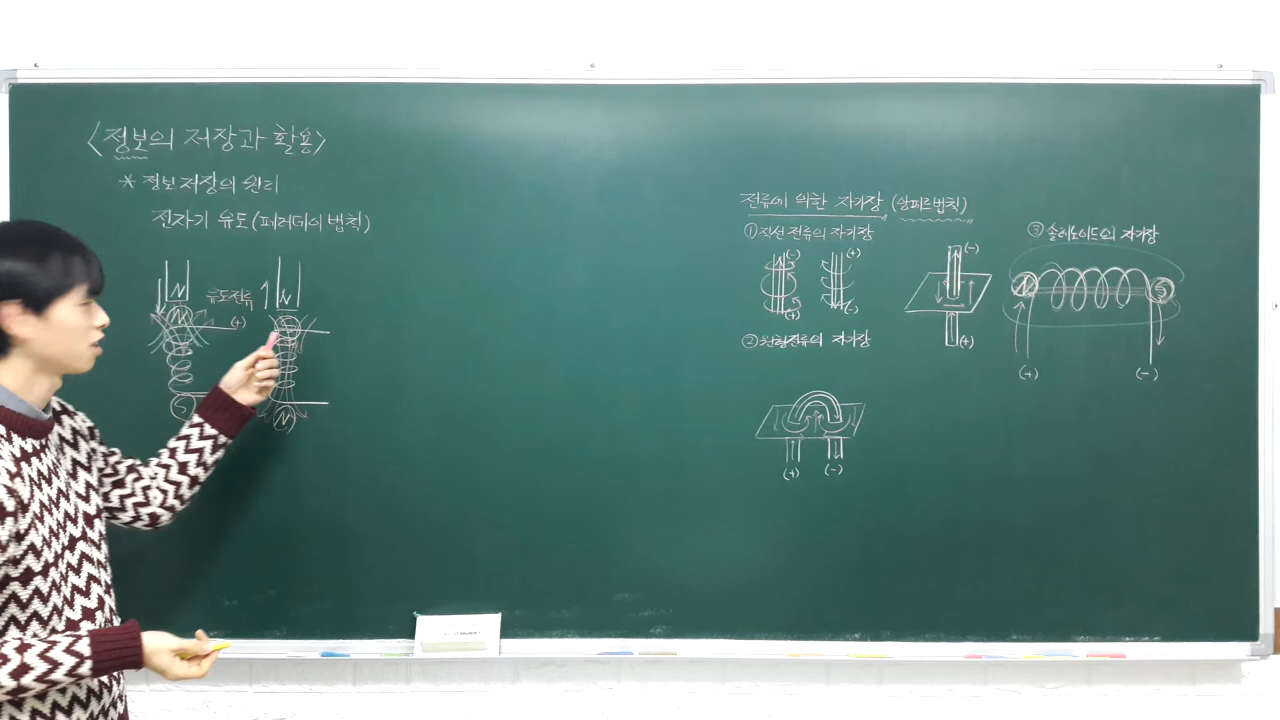 <정보의 저장과 활용>
* 정보 저장의 원리
전자기 유도 (패러데이 법칙)
N 유도전류 N
N (+) S
S N
전류에 의한 자기장 (앙페르법칙)
① 직선 전류의 자기장
(-) (+)
(+) (-)
(-)
(+)
② 원형전류의 자기장
(+) (-)
③ 솔레노이드의 자기장
N S
(+) (-)